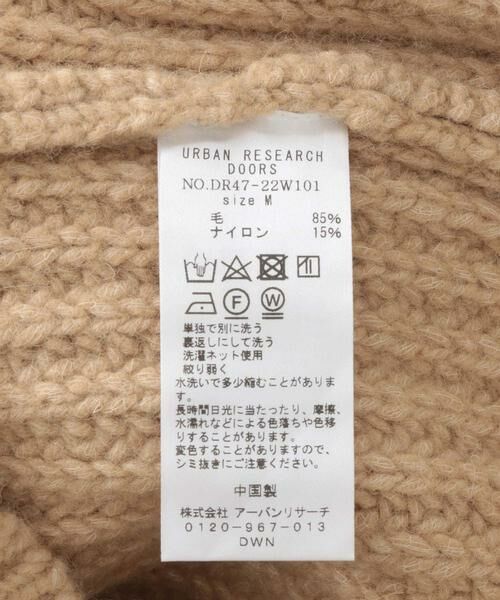 URBAN RESEARCH
DOORS
NO.DR47-22W101
size M
毛 85%
ナイロン 15%
F W
単独で別に洗う
裏返しにして洗う
洗濯ネット使用
絞り弱く
水洗いで多少縮むことがありま
す。
長時間日光に当たったり、摩擦、
水濡れなどによる色落ちや色移
りすることがあります。
変色することがありますので、
シミ抜きにご注意ください。
中国製
株式会社 アーバンリサーチ
0120-967-013
DWN